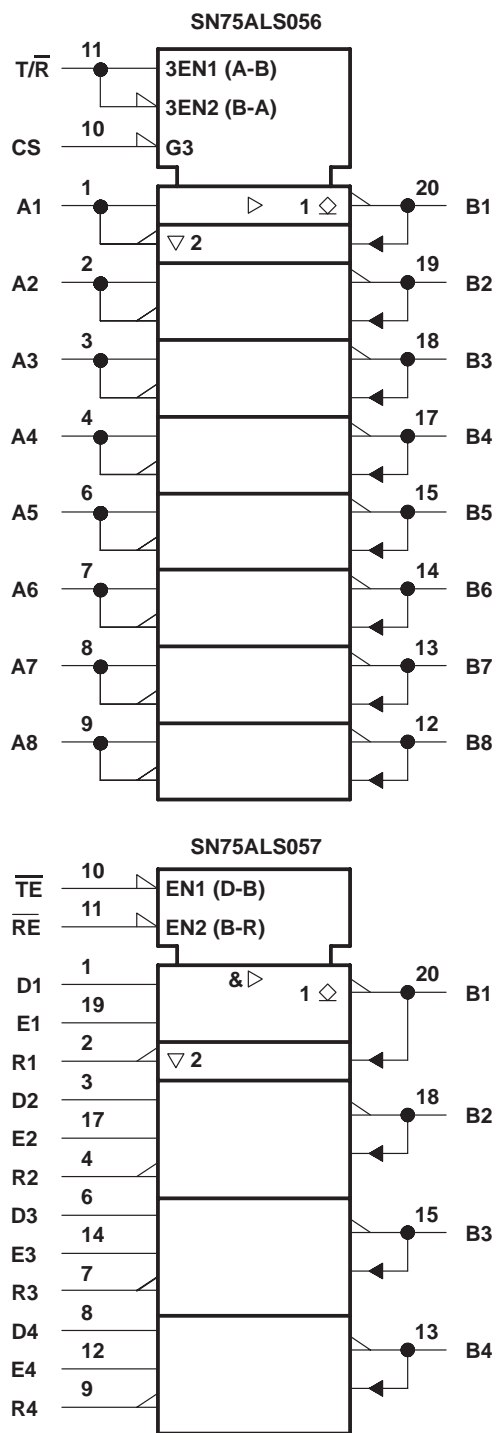 SN75ALS056
T/R̅ 11 3EN1 (A-B)
3EN2 (B-A)
CS 10 G3
A1 1 ▷ 1 20 B1
▽ 2
A2 2 19 B2
A3 3 18 B3
A4 4 17 B4
A5 6 15 B5
A6 7 14 B6
A7 8 13 B7
A8 9 12 B8
SN75ALS057
T̅E̅ 10 EN1 (D-B)
R̅E̅ 11 EN2 (B-R)
D1 1 & ▷ 1 20 B1
E1 19
R1 2 ▽ 2
D2 3 18 B2
E2 17
R2 4
D3 6 15 B3
E3 14
R3 7
D4 8 13 B4
E4 12
R4 9